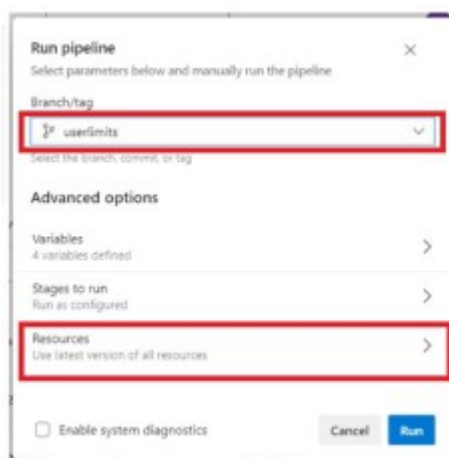 Run pipeline
Select parameters below and manually run the pipeline
Branch/tag
userlimits
Select the branch, commit, or tag
Advanced options
Variables
4 variables defined
Stages to run
Run as configured
Resources
Use latest version of all resources
Enable system diagnostics
Cancel
Run